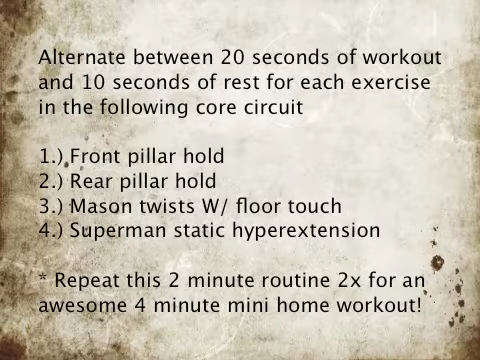 Alternate between 20 seconds of workout
and 10 seconds of rest for each exercise
in the following core circuit
1.) Front pillar hold
2.) Rear pillar hold
3.) Mason twists W/ floor touch
4.) Superman static hyperextension
* Repeat this 2 minute routine 2x for an
awesome 4 minute mini home workout!